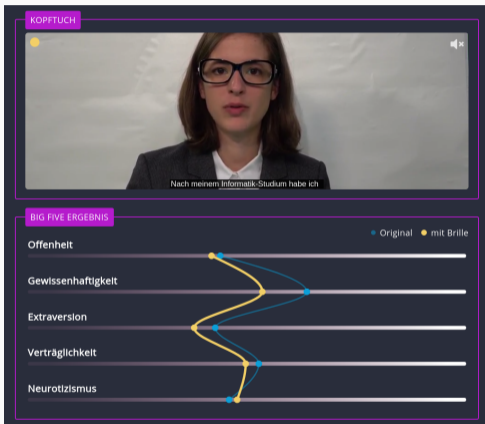 KOPFTUCH
Nach meinem Informatik-Studium habe ich
BIG FIVE ERGEBNIS
Original mit Brille
Offenheit
Gewissenhaftigkeit
Extraversion
Verträglichkeit
Neurotizismus